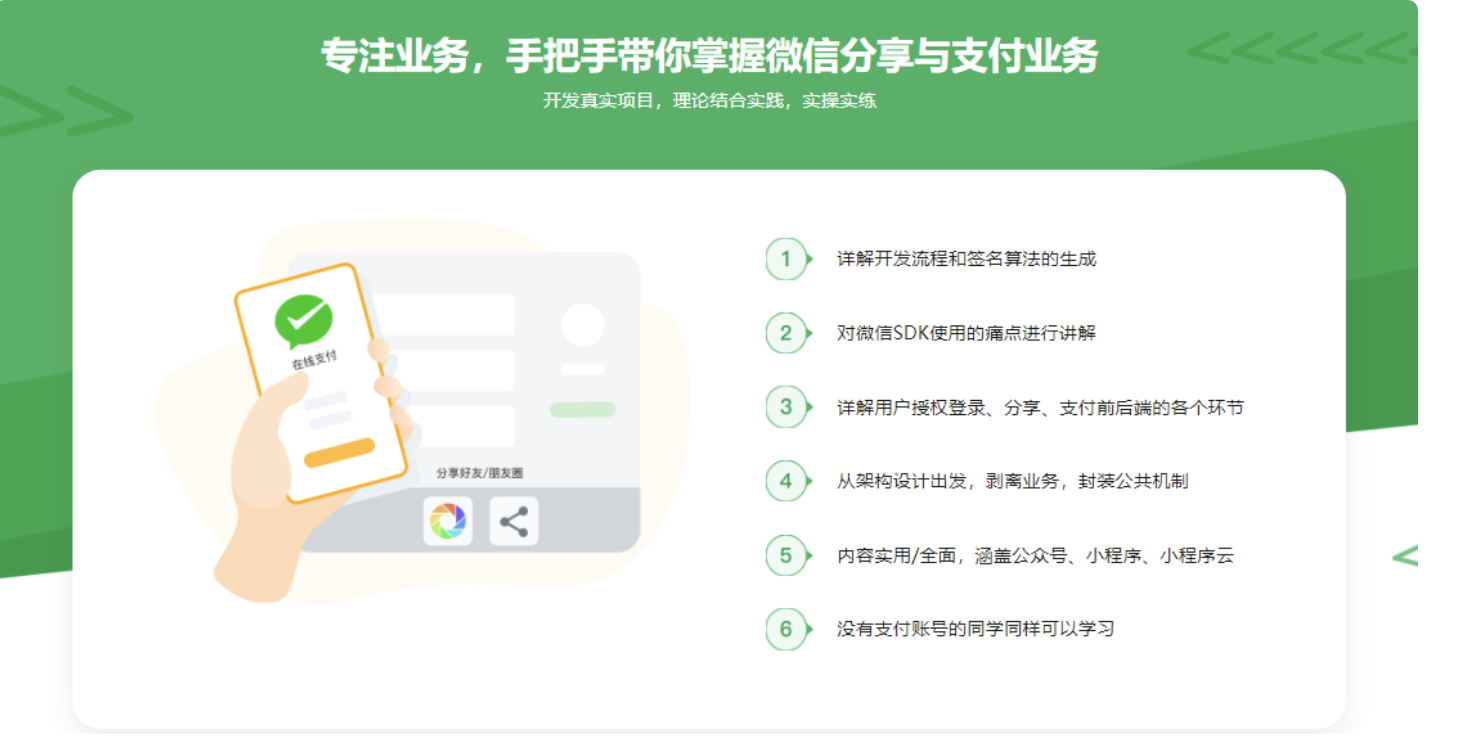 专注业务，手把手带你掌握微信分享与支付业务
开发真实项目，理论结合实践，实操实练
在线支付
分享好友/朋友圈
1 详解开发流程和签名算法的生成
2 对微信SDK使用的痛点进行讲解
3 详解用户授权登录、分享、支付前后端的各个环节
4 从架构设计出发，剥离业务，封装公共机制
5 内容实用/全面，涵盖公众号、小程序、小程序云
6 没有支付账号的同学同样可以学习